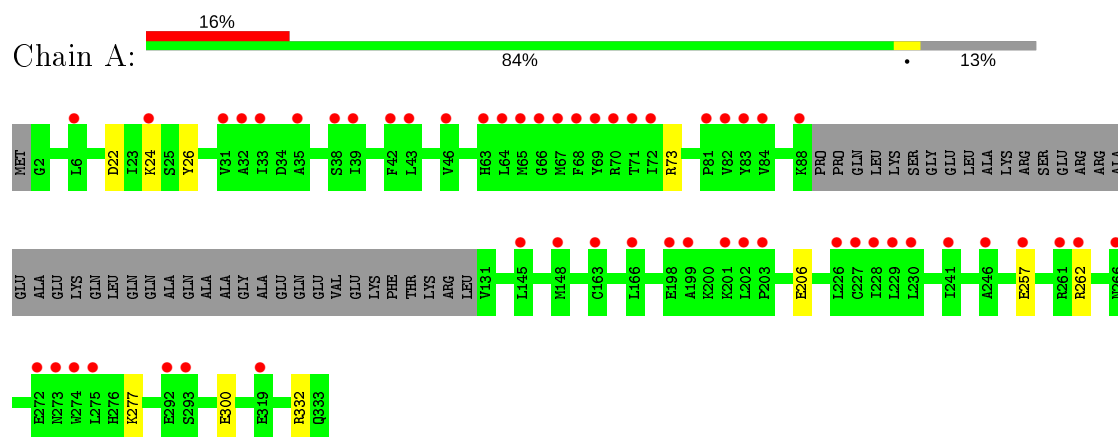 16%
Chain A:
84%
•
13%
MET G2 L6 D22 I23 K24 S25 Y26 V31 A32 I33 D34 A35 S38 I39 F42 L43 V46 H63 L64 M65 G66 M67 F68 Y69 R70 T71 I72 R73 P81 V82 Y83 V84 K88 PRO PRO GLN LEU LYS SER GLY GLU LEU ALA LYS ARG SER GLU ARG ARG ALA
GLU ALA GLU LYS GLN LEU GLN GLN ALA GLN ALA ALA GLY ALA GLU GLN GLU VAL GLU LYS PHE THR LYS ARG LEU V131 L145 M148 C163 L166 E198 A199 K200 K201 L202 P203 E206 L226 C227 I228 L229 L230 I241 A246 E257 R261 R262 N266
E272 N273 W274 L275 H276 K277 E292 S293 E300 E319 R332 Q333